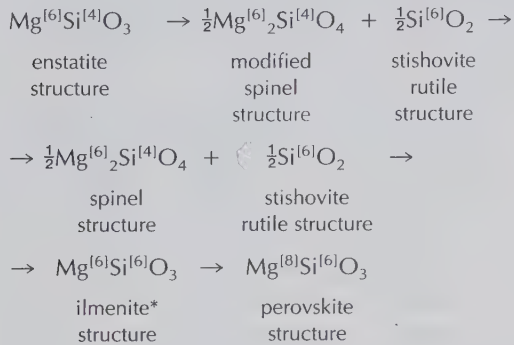 Mg[6]Si[4]O3 → ½Mg[6]2Si[4]O4 + ½Si[6]O2 →
enstatite modified stishovite
structure spinel rutile
structure structure
→ ½Mg[6]2Si[4]O4 + ½Si[6]O2 →
spinel stishovite
structure rutile structure
→ Mg[6]Si[6]O3 → Mg[8]Si[6]O3
ilmenite* perovskite
structure structure